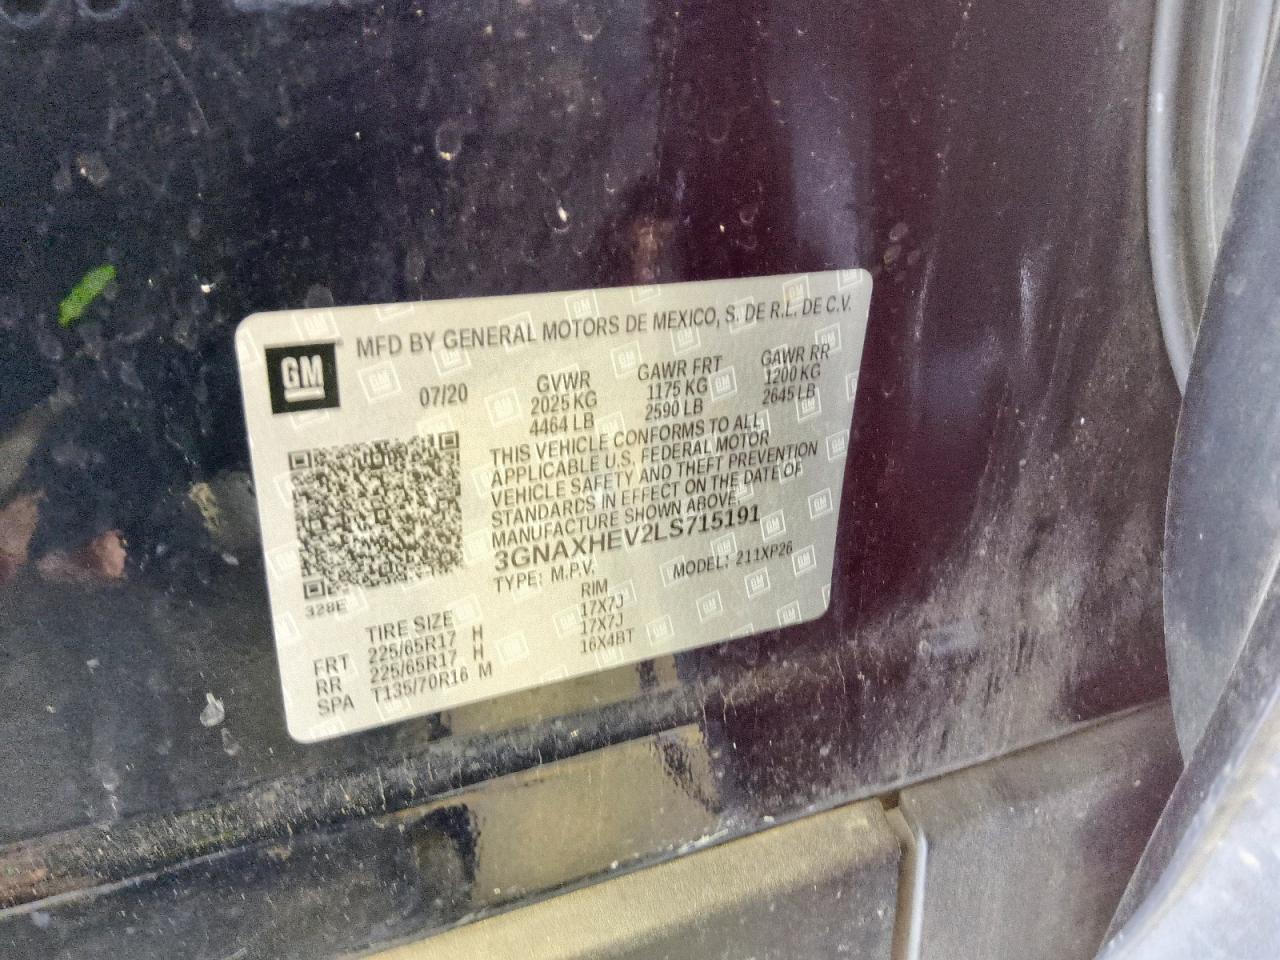 GM
MFD BY GENERAL MOTORS DE MEXICO, S. DE R.L. DE C.V.
07/20
GVWR
2025 KG
4464 LB
GAWR FRT
1175 KG
2590 LB
GAWR RR
1200 KG
2645 LB
THIS VEHICLE CONFORMS TO ALL
APPLICABLE U.S. FEDERAL MOTOR
VEHICLE SAFETY AND THEFT PREVENTION
STANDARDS IN EFFECT ON THE DATE OF
MANUFACTURE SHOWN ABOVE.
3GNAXHEV2LS715191
TYPE: M.P.V. MODEL: 211XP26
328E
TIRE SIZE RIM
FRT 225/65R17 H 17X7J
RR 225/65R17 H 17X7J
SPA T135/70R16 M 16X4BT